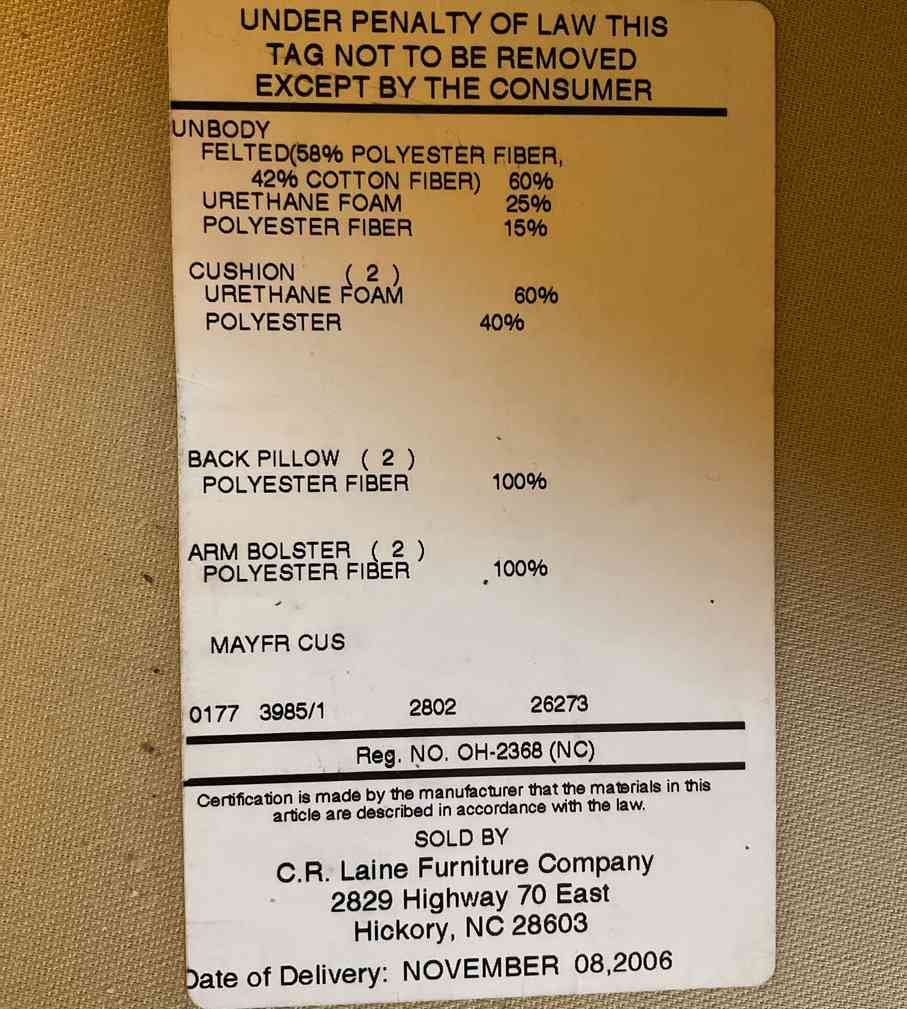 UNDER PENALTY OF LAW THIS
TAG NOT TO BE REMOVED
EXCEPT BY THE CONSUMER
UNBODY
FELTED(58% POLYESTER FIBER,
42% COTTON FIBER) 60%
URETHANE FOAM 25%
POLYESTER FIBER 15%
CUSHION ( 2 )
URETHANE FOAM 60%
POLYESTER 40%
BACK PILLOW ( 2 )
POLYESTER FIBER 100%
ARM BOLSTER ( 2 )
POLYESTER FIBER 100%
MAYFR CUS
0177 3985/1 2802 26273
Reg. NO. OH-2368 (NC)
Certification is made by the manufacturer that the materials in this
article are described in accordance with the law.
SOLD BY
C.R. Laine Furniture Company
2829 Highway 70 East
Hickory, NC 28603
Date of Delivery: NOVEMBER 08,2006